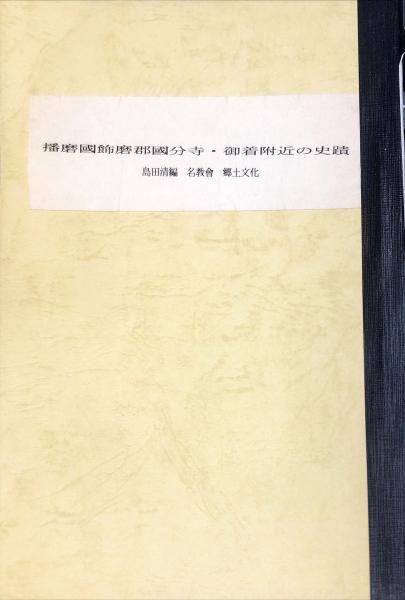 播磨國飾磨郡國分寺・御着附近の史蹟
島田清編　名教會　郷土文化